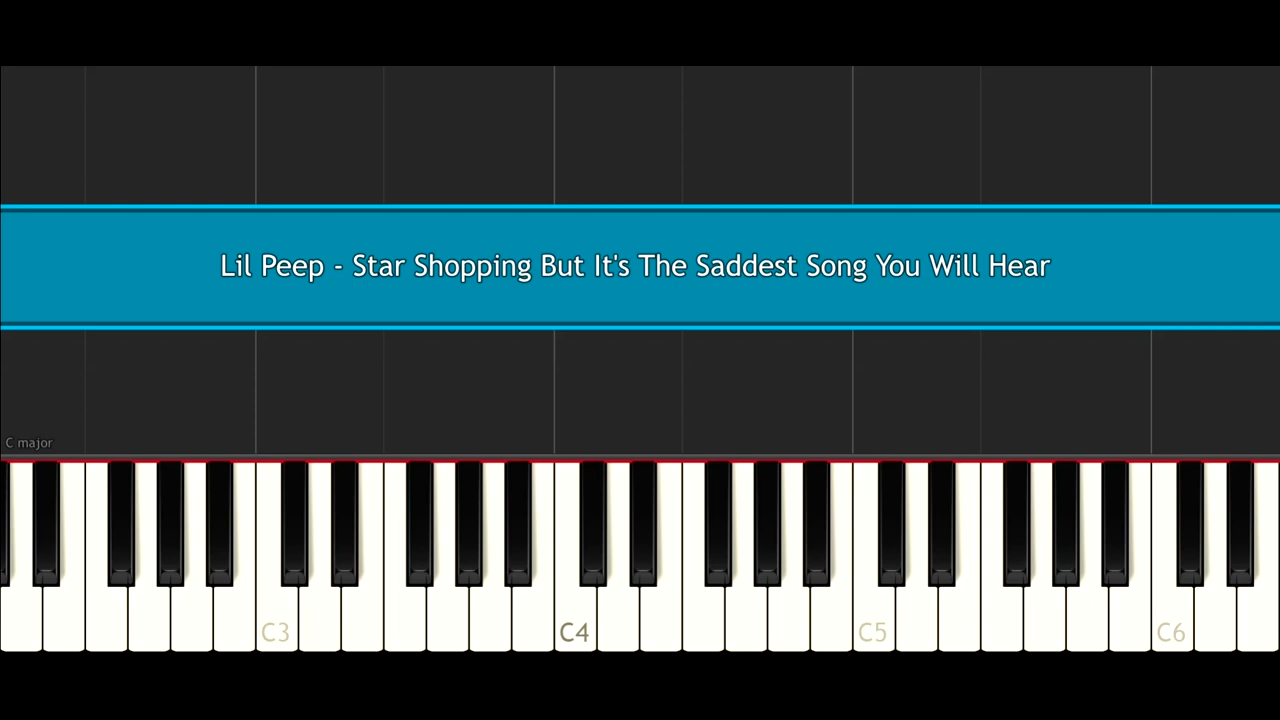 Lil Peep - Star Shopping But It's The Saddest Song You Will Hear
C major
C3 C4 C5 C6